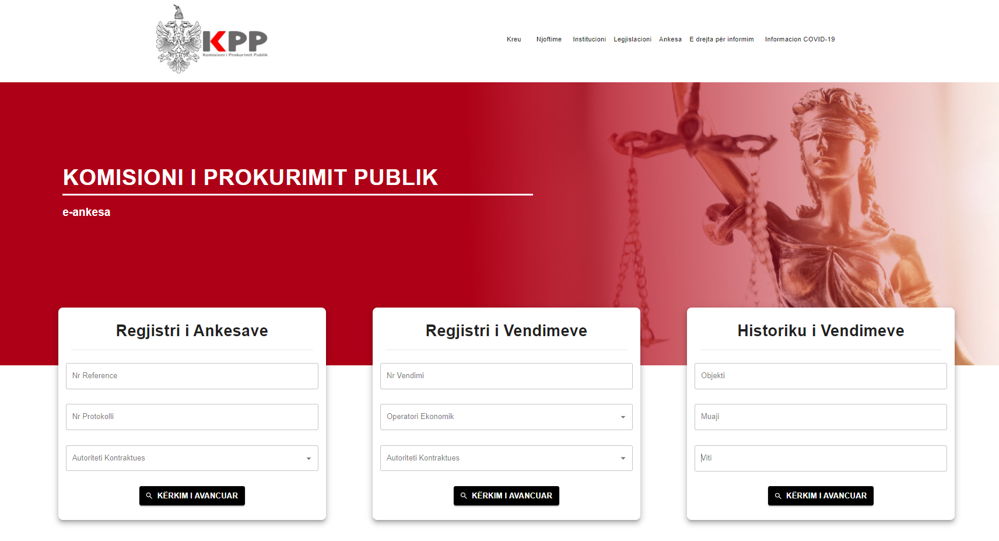 KPP
Komisioni i Prokurimit Publik
Kreu Njoftime Institucioni Legjislacioni Ankesa E drejta për informim Informacion COVID-19
KOMISIONI I PROKURIMIT PUBLIK
e-ankesa
Regjistri i Ankesave
Nr Reference
Nr Protokolli
Autoriteti Kontraktues
KËRKIM I AVANCUAR
Regjistri i Vendimeve
Nr Vendimi
Operatori Ekonomik
Autoriteti Kontraktues
KËRKIM I AVANCUAR
Historiku i Vendimeve
Objekti
Muaji
Viti
KËRKIM I AVANCUAR